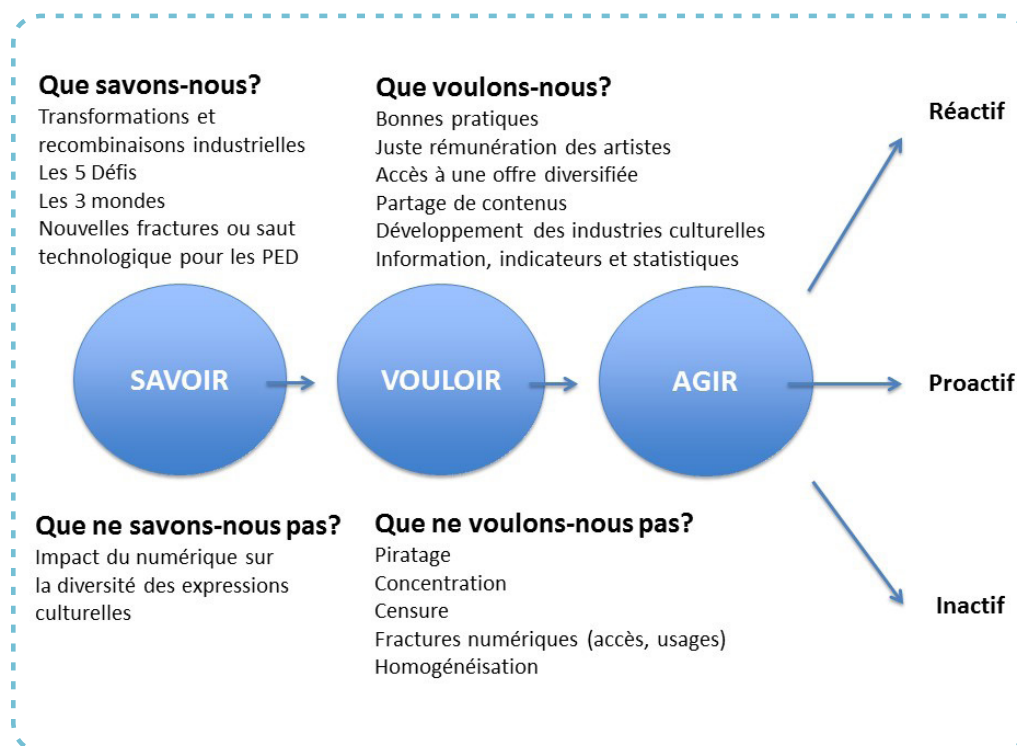 Que savons-nous?
Transformations et
recombinaisons industrielles
Les 5 Défis
Les 3 mondes
Nouvelles fractures ou saut
technologique pour les PED
Que voulons-nous?
Bonnes pratiques
Juste rémunération des artistes
Accès à une offre diversifiée
Partage de contenus
Développement des industries culturelles
Information, indicateurs et statistiques
SAVOIR
VOULOIR
AGIR
Réactif
Proactif
Inactif
Que ne savons-nous pas?
Impact du numérique sur
la diversité des expressions
culturelles
Que ne voulons-nous pas?
Piratage
Concentration
Censure
Fractures numériques (accès, usages)
Homogénéisation